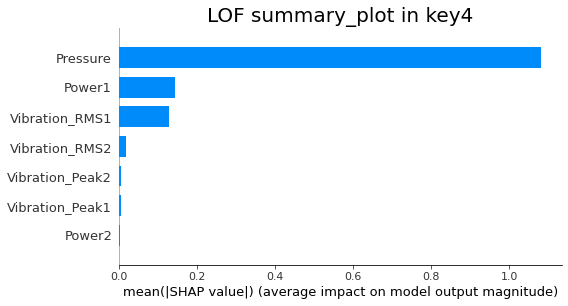 LOF summary_plot in key4
Pressure
Power1
Vibration_RMS1
Vibration_RMS2
Vibration_Peak2
Vibration_Peak1
Power2
0.0 0.2 0.4 0.6 0.8 1.0
mean(|SHAP value|) (average impact on model output magnitude)